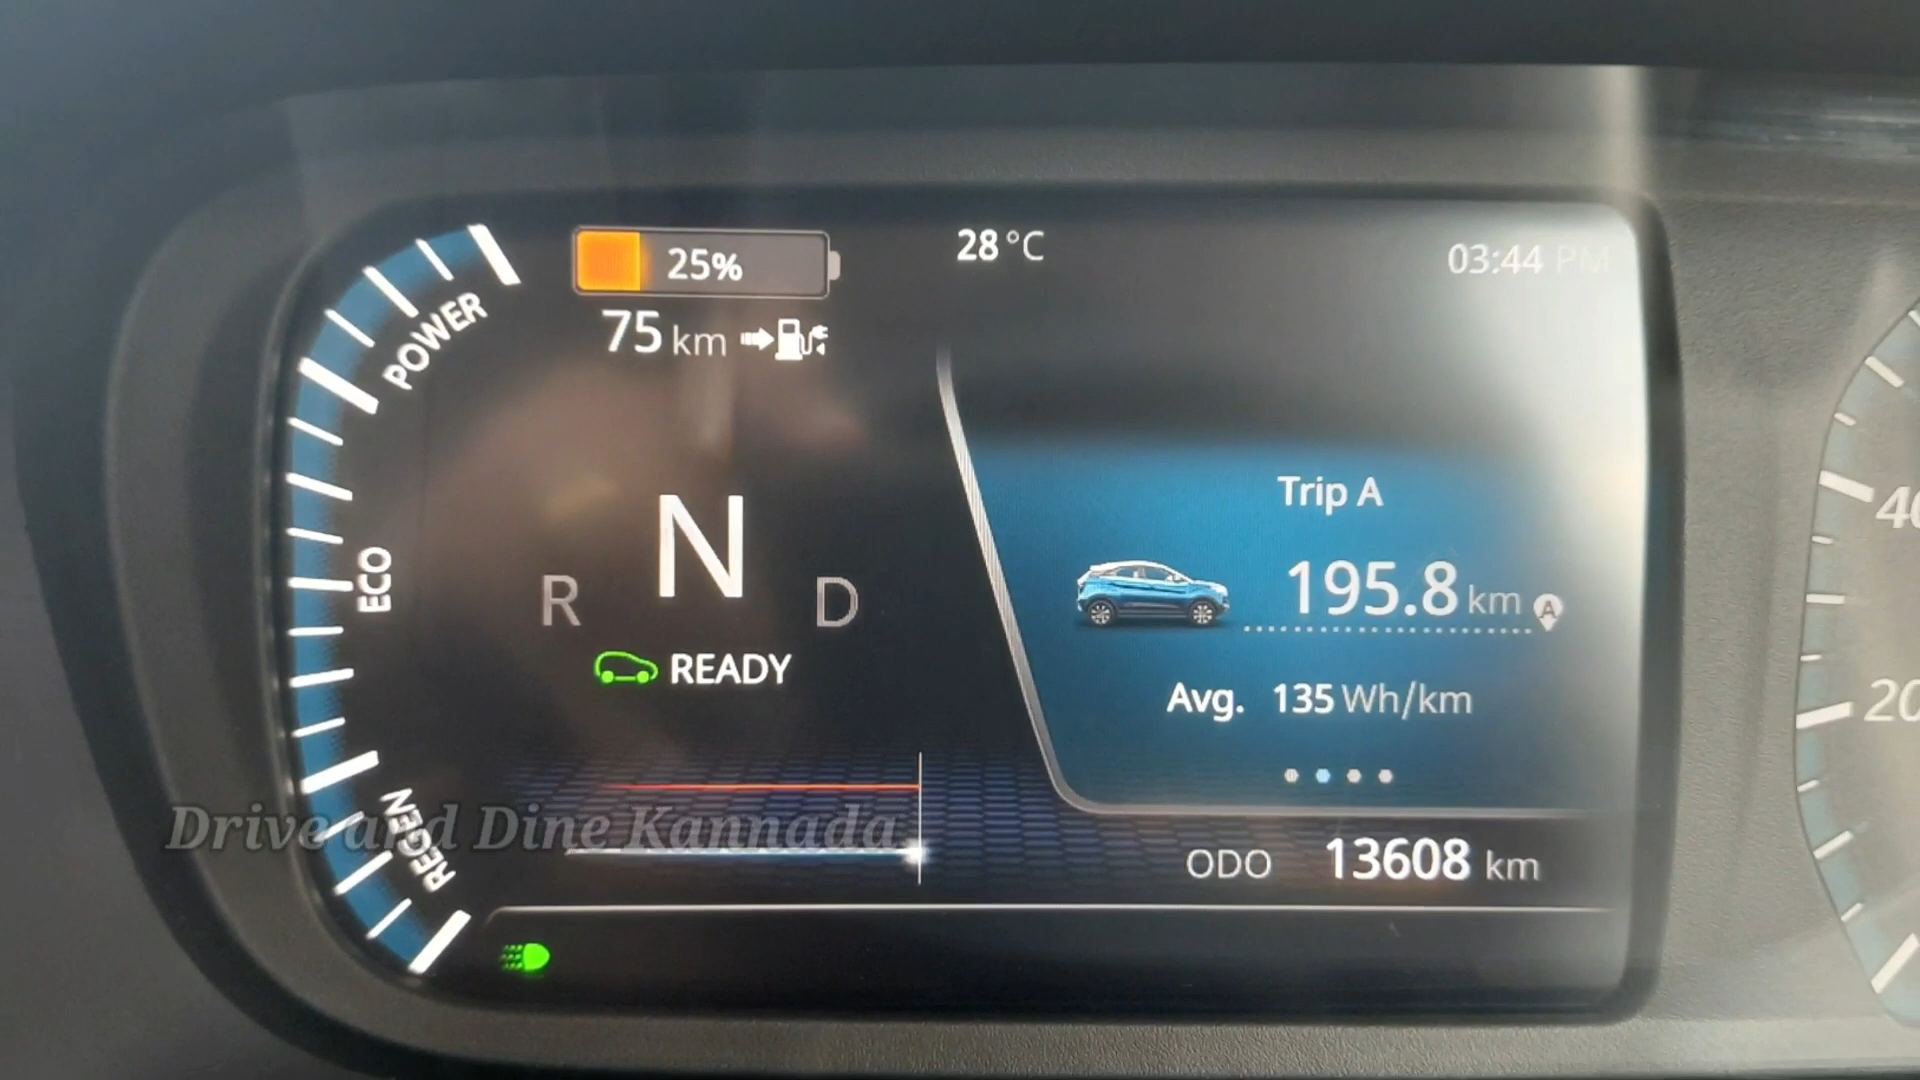 25%
28°C
03:44 PM
75 km
POWER
ECO
REGEN
N
R
D
READY
Trip A
195.8 km A
Avg. 135 Wh/km
ODO 13608 km
40
20
Drive and Dine Kannada